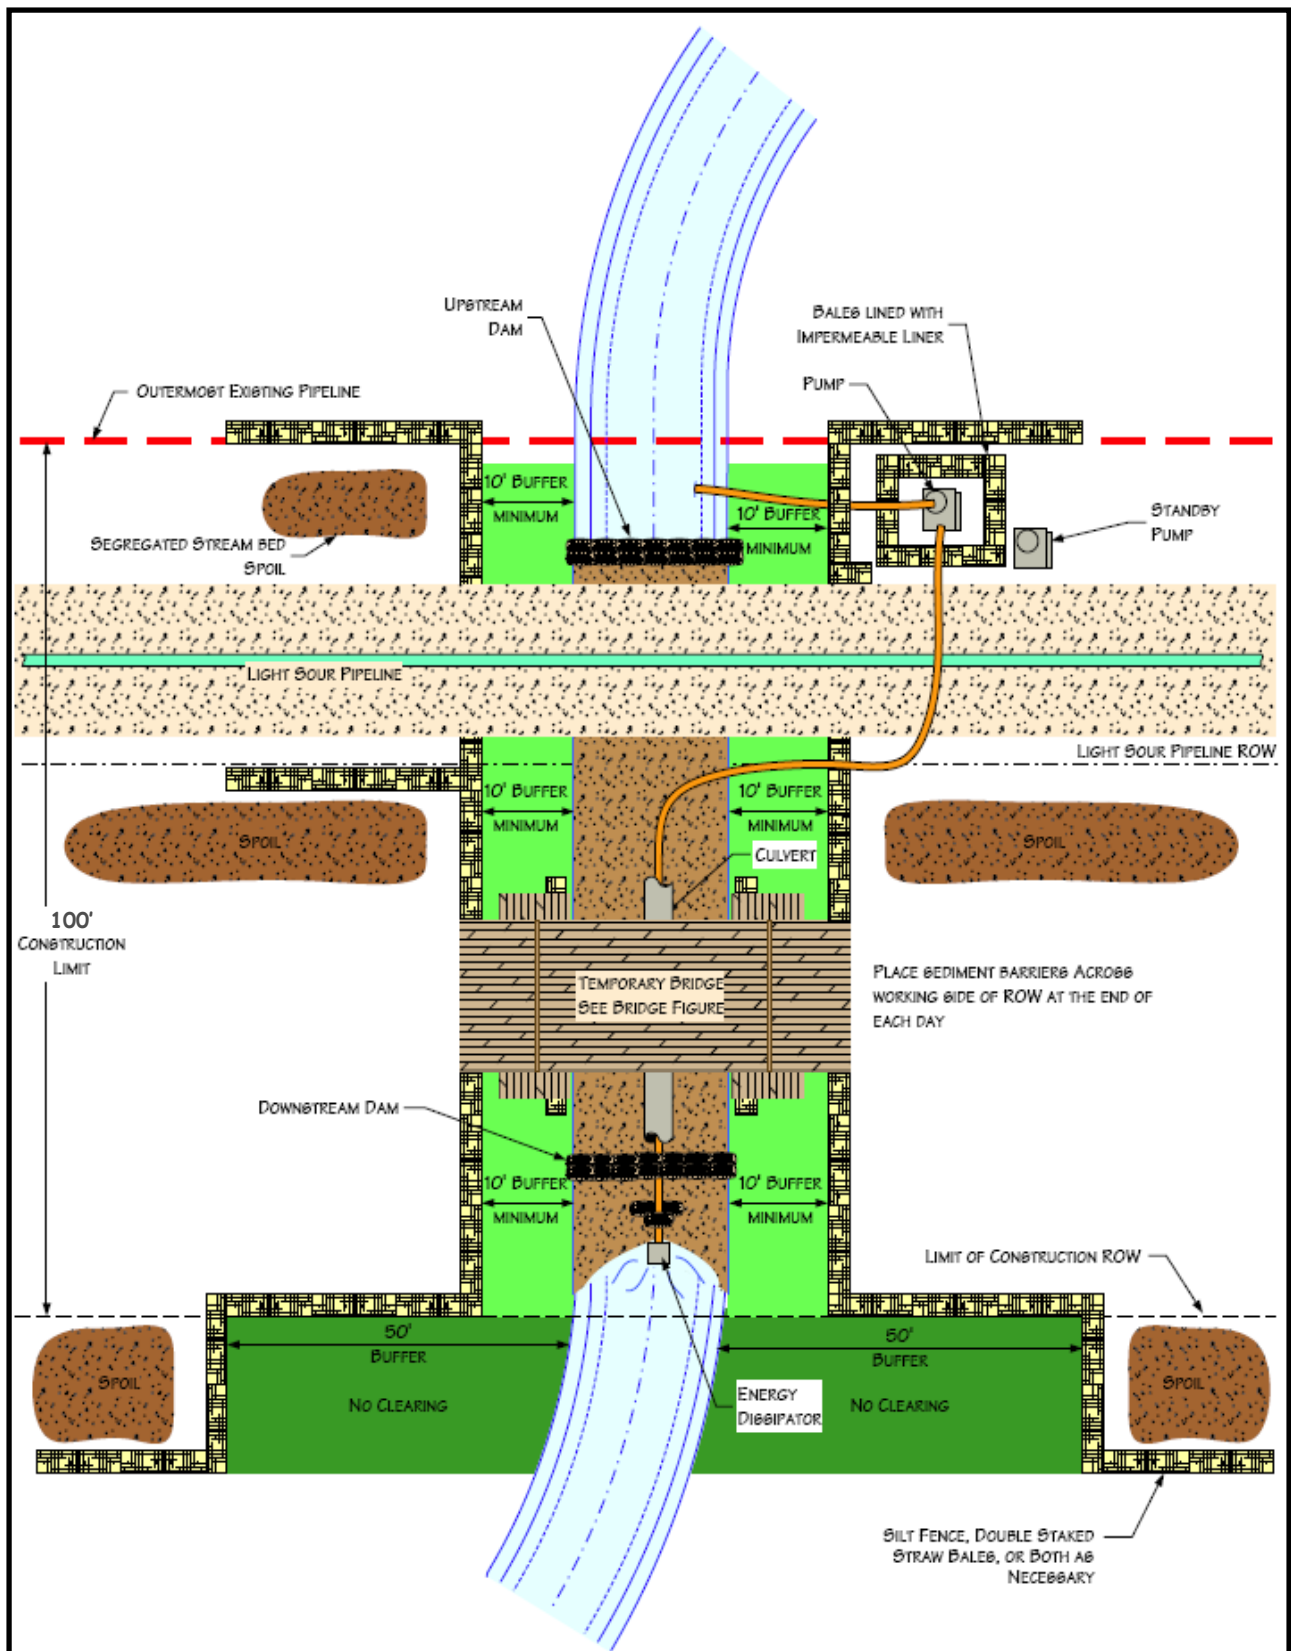 Upstream
Dam
Bales lined with
Impermeable Liner
Pump
Outermost Existing Pipeline
10' Buffer
Minimum
10' Buffer
Minimum
Standby
Pump
Segregated Stream bed
Spoil
Light Sour Pipeline
Light Sour Pipeline ROW
10' Buffer
Minimum
10' Buffer
Minimum
Spoil
Spoil
Culvert
100'
Construction
Limit
Temporary Bridge
See Bridge Figure
Place sediment barriers Across
working side of ROW at the end of
each day
Downstream Dam
10' Buffer
Minimum
10' Buffer
Minimum
Limit of Construction ROW
50'
Buffer
50'
Buffer
Spoil
Spoil
No Clearing
Energy
Dissipator
No Clearing
Silt Fence, Double Staked
Straw Bales, or Both as
Necessary